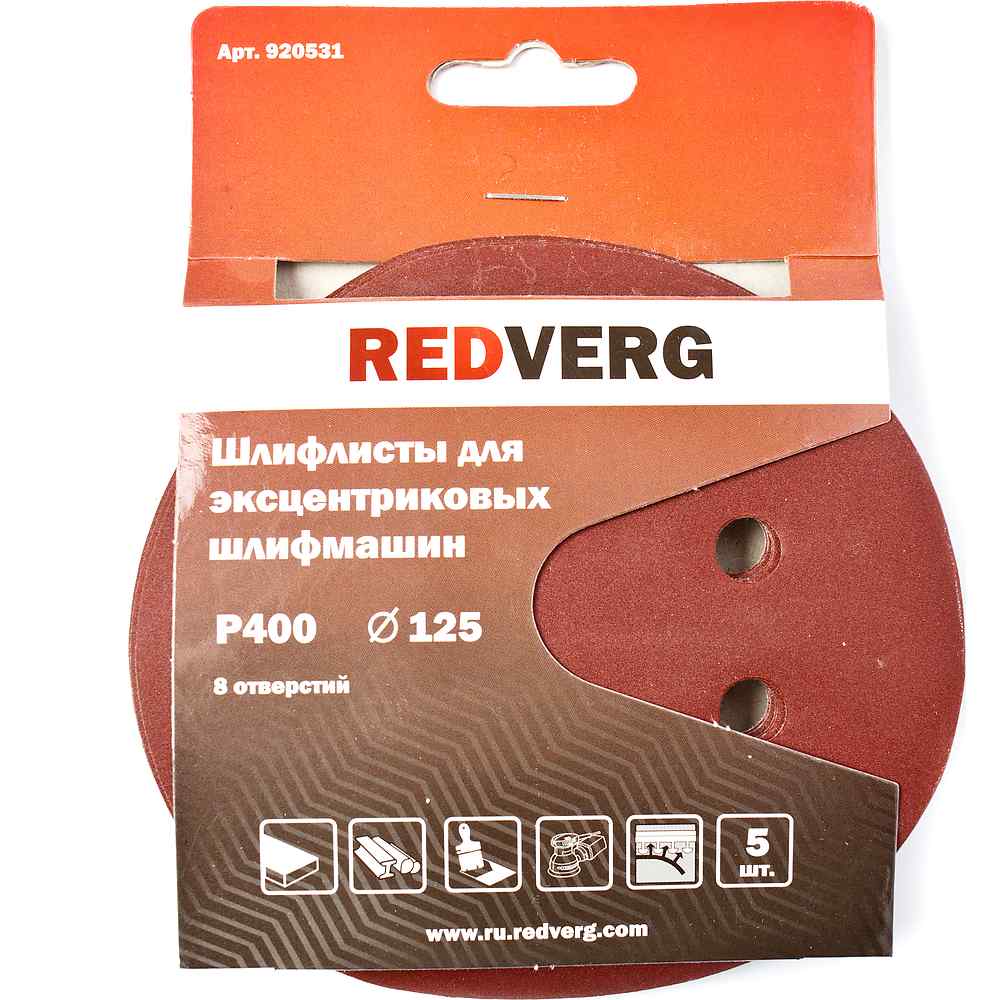 Арт. 920531
REDVERG
Шлифлисты для
эксцентриковых
шлифмашин
P400 Ø 125
8 отверстий
5
шт.
www.ru.redverg.com